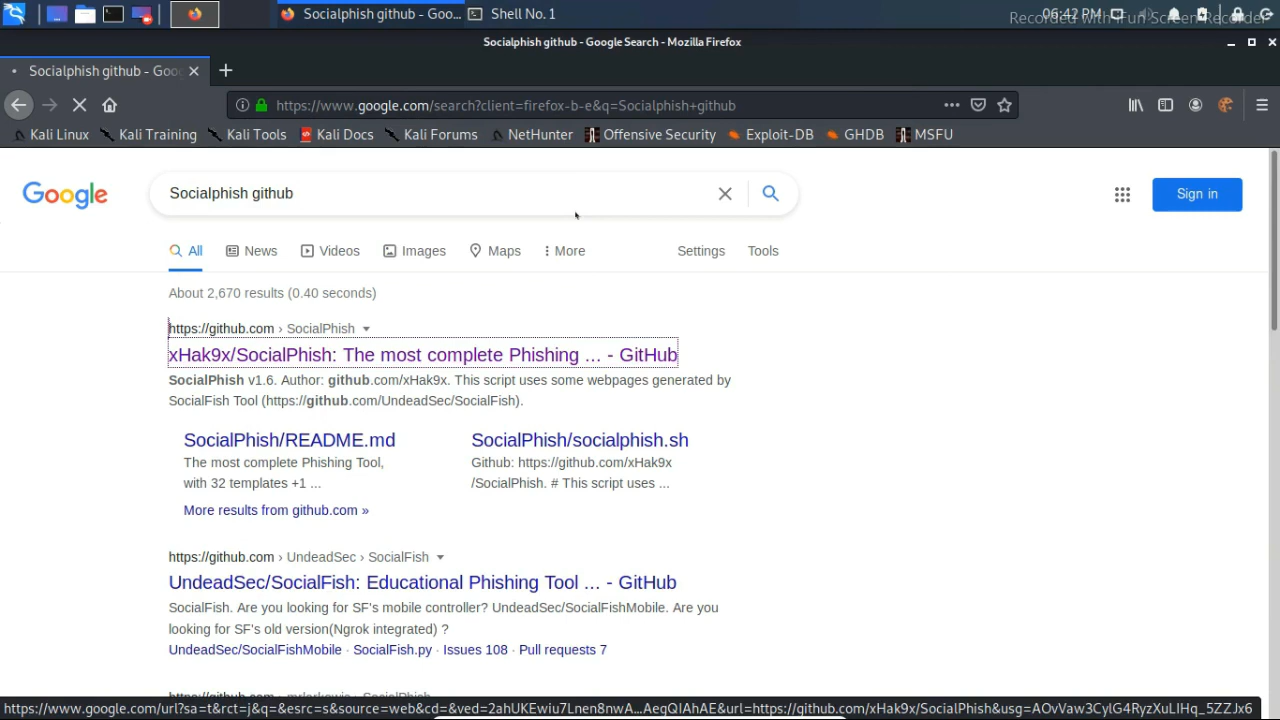 Socialphish github - Goo...
Shell No. 1
06:42 PM
Recorded with iFun Screen Recorder
Socialphish github - Google Search - Mozilla Firefox
Socialphish github - Goo
https://www.google.com/search?client=firefox-b-e&q=Socialphish+github
Kali Linux
Kali Training
Kali Tools
Kali Docs
Kali Forums
NetHunter
Offensive Security
Exploit-DB
GHDB
MSFU
Google
Socialphish github
Sign in
All
News
Videos
Images
Maps
More
Settings
Tools
About 2,670 results (0.40 seconds)
https://github.com › SocialPhish
xHak9x/SocialPhish: The most complete Phishing ... - GitHub
SocialPhish v1.6. Author: github.com/xHak9x. This script uses some webpages generated by
SocialFish Tool (https://github.com/UndeadSec/SocialFish).
SocialPhish/README.md
The most complete Phishing Tool,
with 32 templates +1 ...
SocialPhish/socialphish.sh
Github: https://github.com/xHak9x
/SocialPhish. # This script uses ...
More results from github.com »
https://github.com › UndeadSec › SocialFish
UndeadSec/SocialFish: Educational Phishing Tool ... - GitHub
SocialFish. Are you looking for SF's mobile controller? UndeadSec/SocialFishMobile. Are you
looking for SF's old version(Ngrok integrated) ?
UndeadSec/SocialFishMobile · SocialFish.py · Issues 108 · Pull requests 7
https://www.google.com/url?sa=t&rct=j&q=&esrc=s&source=web&cd=&ved=2ahUKEwiu7Lnen8nwA...AegQIAhAE&url=https://github.com/xHak9x/SocialPhish&usg=AOvVaw3CylG4RyzXuLIHq_5ZZJx6